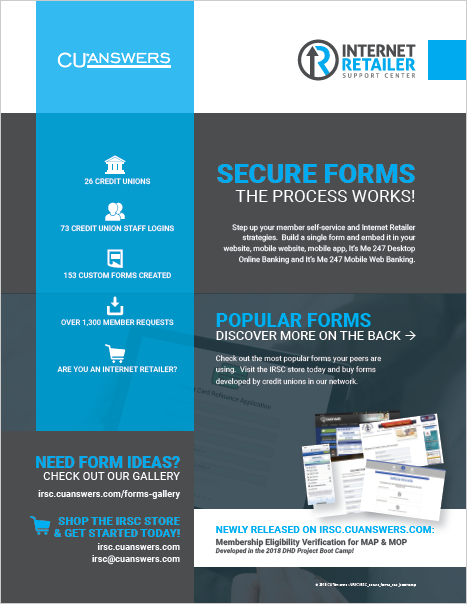 CU*ANSWERS
INTERNET
RETAILER
SUPPORT CENTER
26 CREDIT UNIONS
73 CREDIT UNION STAFF LOGINS
153 CUSTOM FORMS CREATED
OVER 1,300 MEMBER REQUESTS
ARE YOU AN INTERNET RETAILER?
SECURE FORMS
THE PROCESS WORKS!
Step up your member self-service and Internet Retailer
strategies. Build a single form and embed it in your
website, mobile website, mobile app, It's Me 247 Desktop
Online Banking and It's Me 247 Mobile Web Banking.
POPULAR FORMS
DISCOVER MORE ON THE BACK →
Check out the most popular forms your peers are
using. Visit the IRSC store today and buy forms
developed by credit unions in our network.
NEED FORM IDEAS?
CHECK OUT OUR GALLERY
irsc.cuanswers.com/forms-gallery
SHOP THE IRSC STORE
& GET STARTED TODAY!
irsc.cuanswers.com
irsc@cuanswers.com
NEWLY RELEASED ON IRSC.CUANSWERS.COM:
Membership Eligibility Verification for MAP & MOP
Developed in the 2018 DHD Project Boot Camp!